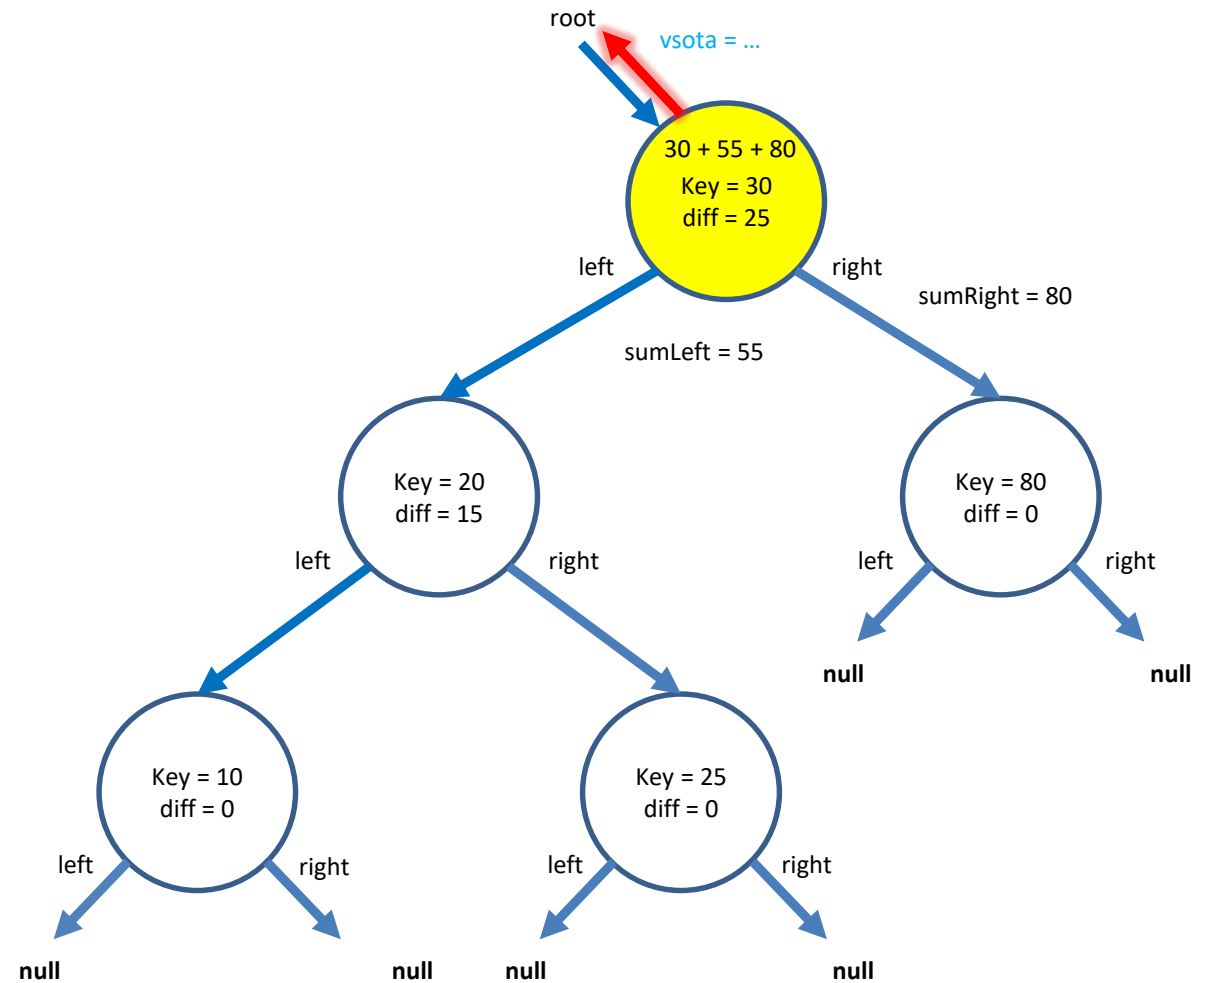 root
vsota = ...
30 + 55 + 80
Key = 30
diff = 25
left
right
sumRight = 80
sumLeft = 55
Key = 20
diff = 15
Key = 80
diff = 0
left
right
left
right
null
null
Key = 10
diff = 0
Key = 25
diff = 0
left
right
left
right
null
null
null
null